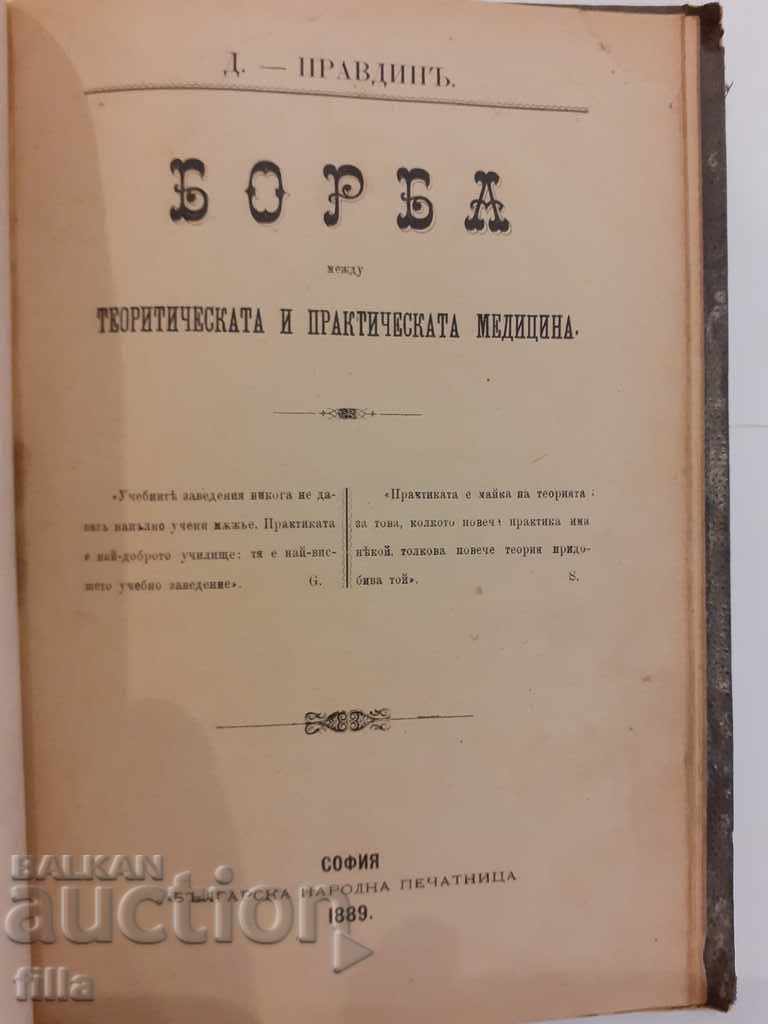 Д. — ПРАВДИНЪ.
БОРБА
между
ТЕОРИТИЧЕСКАТА И ПРАКТИЧЕСКАТА МЕДИЦИНА.
«Учебнитѣ заведения никога не да-
ватъ напълно учени мѫжье. Практиката
е най-доброто училище: тя е най-вис-
шето учебно заведение». G.
«Практиката е майка на теорията;
за това, колкото повече практика има
нѣкой, толкова повече теория придо-
бива той». S.
СОФИЯ
БЪЛГАРСКА НАРОДНА ПЕЧАТНИЦА
1889.
BALKAN
auction
filla